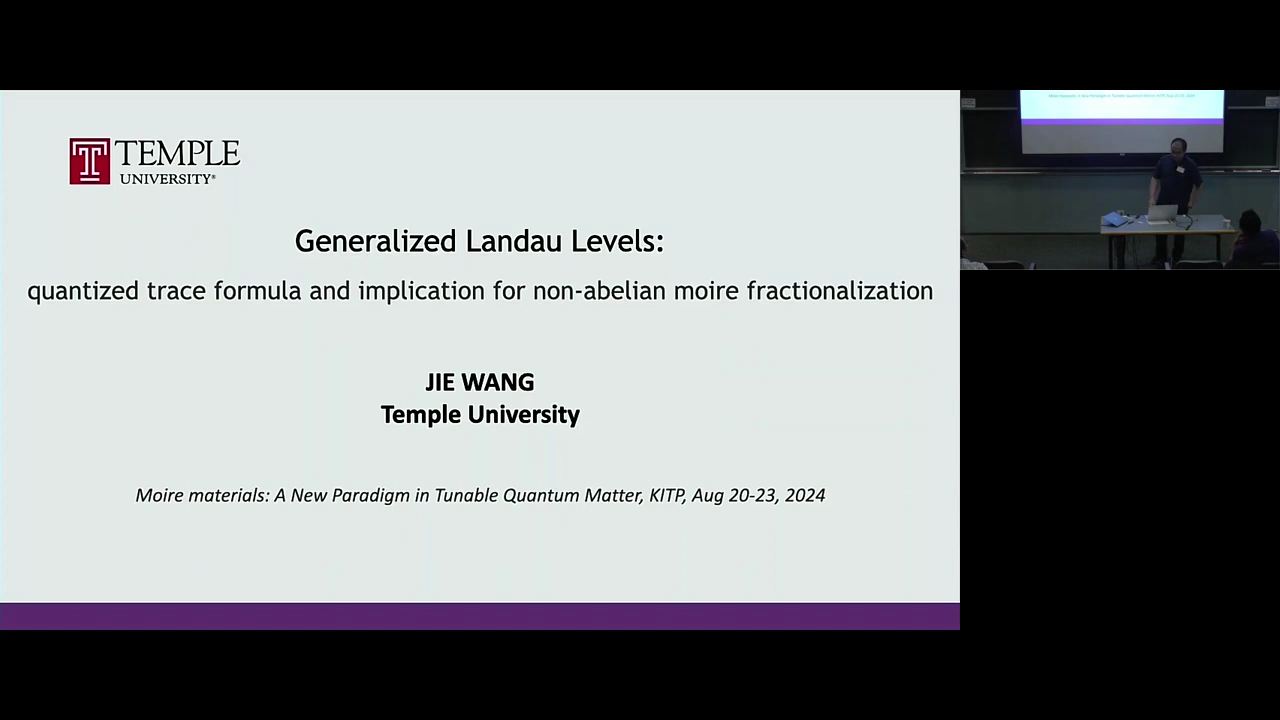 TEMPLE
UNIVERSITY®
Generalized Landau Levels:
quantized trace formula and implication for non-abelian moire fractionalization
JIE WANG
Temple University
Moire materials: A New Paradigm in Tunable Quantum Matter, KITP, Aug 20-23, 2024